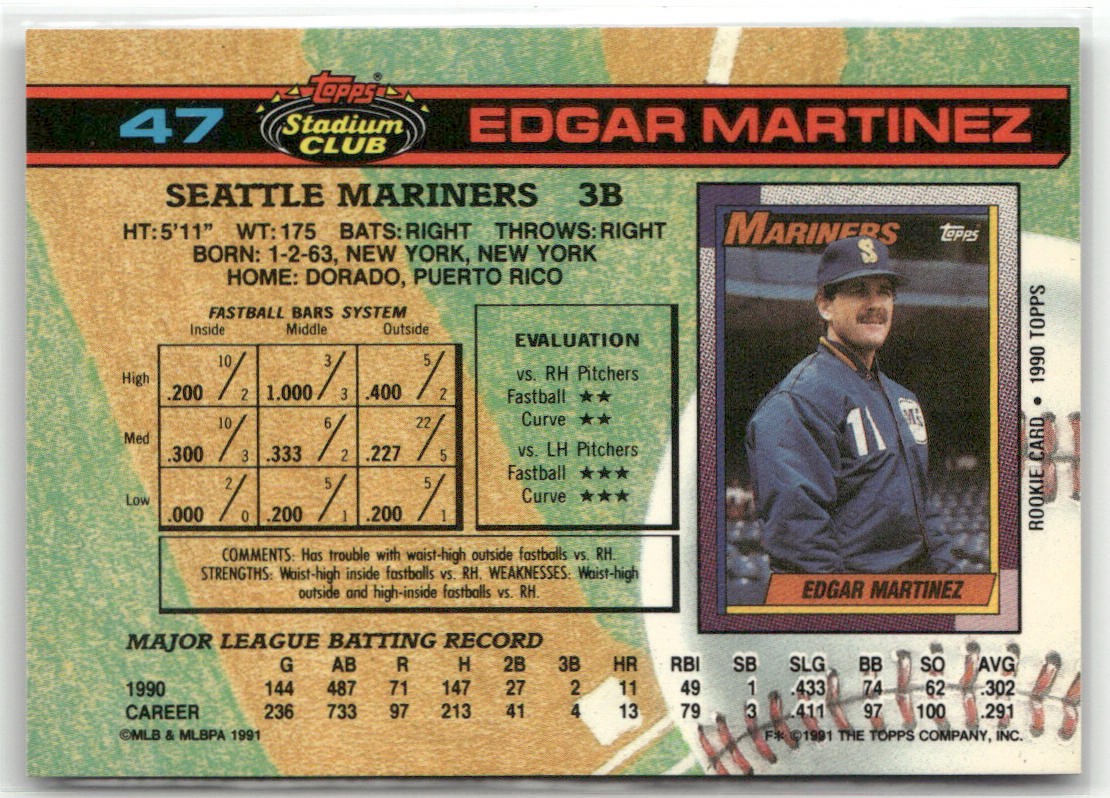 47
Topps®
Stadium
CLUB
EDGAR MARTINEZ
SEATTLE MARINERS 3B
HT: 5'11" WT: 175 BATS: RIGHT THROWS: RIGHT
BORN: 1-2-63, NEW YORK, NEW YORK
HOME: DORADO, PUERTO RICO
FASTBALL BARS SYSTEM
Inside Middle Outside
High .200 10/2 1.000 3/3 .400 5/2
Med .300 10/3 .333 6/2 .227 22/5
Low .000 2/0 .200 5/1 .200 5/1
EVALUATION
vs. RH Pitchers
Fastball ★★
Curve ★★
vs. LH Pitchers
Fastball ★★★
Curve ★★★
COMMENTS: Has trouble with waist-high outside fastballs vs. RH.
STRENGTHS: Waist-high inside fastballs vs. RH. WEAKNESSES: Waist-high
outside and high-inside fastballs vs. RH.
MARINERS
Topps
S
11
MS
EDGAR MARTINEZ
ROOKIE CARD • 1990 TOPPS
MAJOR LEAGUE BATTING RECORD
G AB R H 2B 3B HR RBI SB SLG BB SO AVG
1990 144 487 71 147 27 2 11 49 1 .433 74 62 .302
CAREER 236 733 97 213 41 4 13 79 3 .411 97 100 .291
©MLB & MLBPA 1991
F* ©1991 THE TOPPS COMPANY, INC.